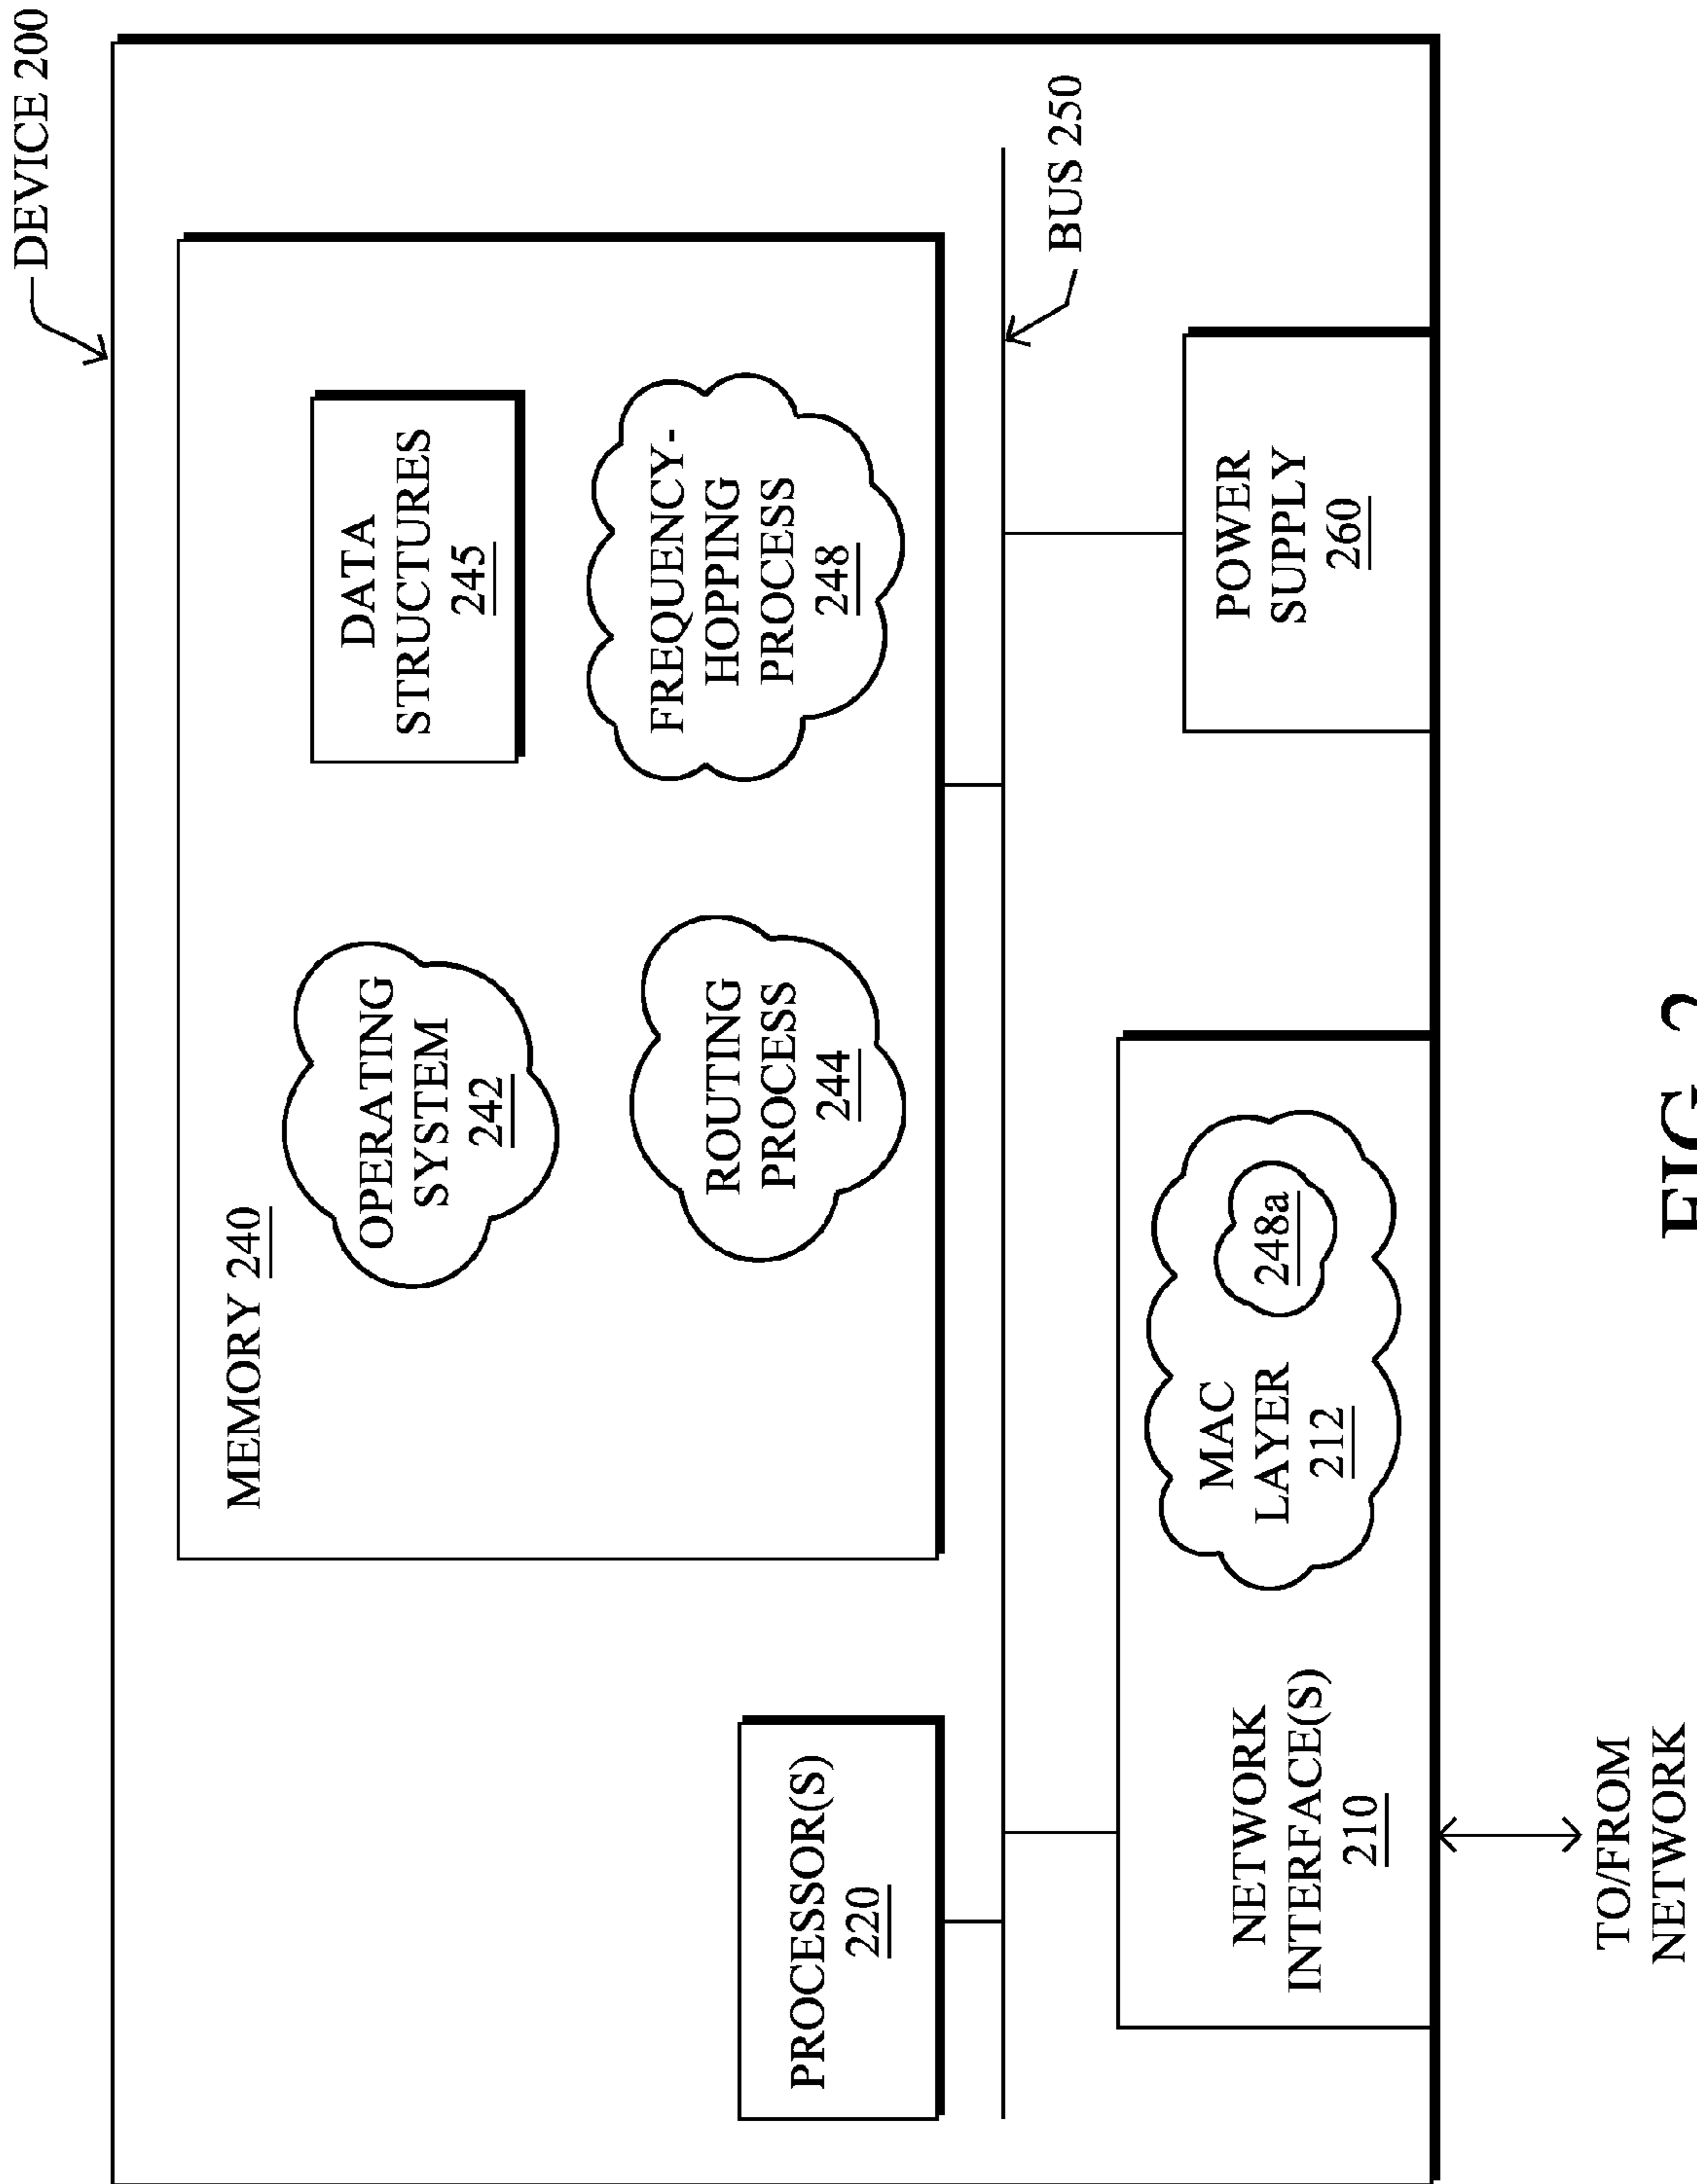 DEVICE 200
MEMORY 240
OPERATING
SYSTEM
242
DATA
STRUCTURES
245
ROUTING
PROCESS
244
FREQUENCY-
HOPPING
PROCESS
248
PROCESSOR(S)
220
BUS 250
NETWORK
INTERFACE(S)
210
MAC
LAYER
212
248a
POWER
SUPPLY
260
TO/FROM
NETWORK
FIG. 2